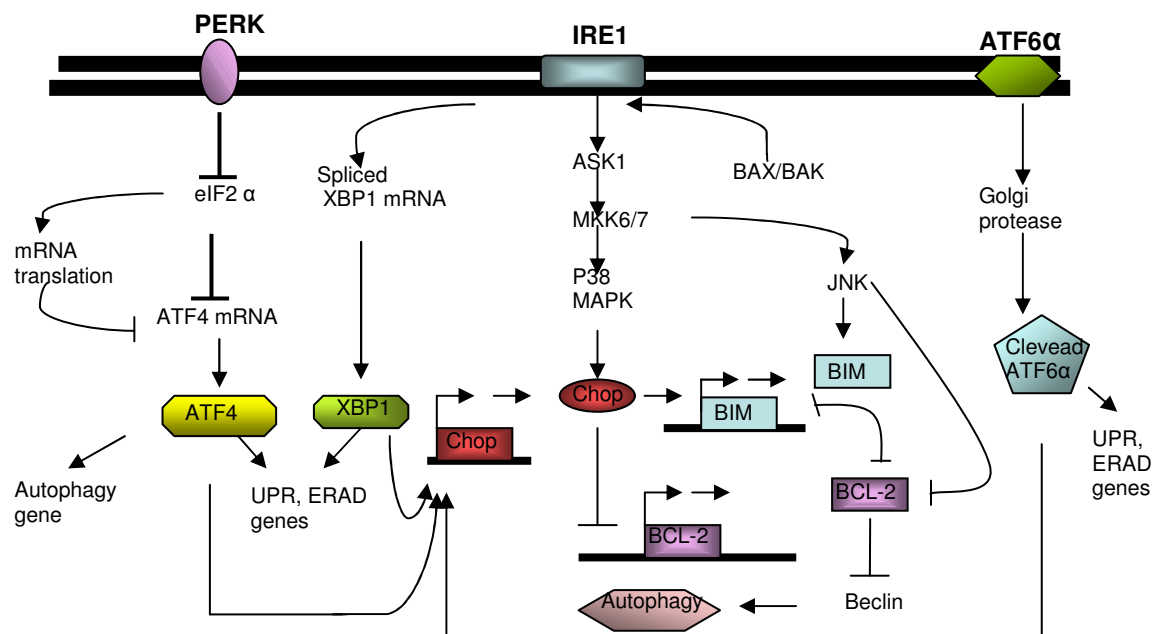 PERK
IRE1
ATF6α
ASK1
BAX/BAK
Spliced
XBP1 mRNA
eIF2 α
Golgi
protease
MKK6/7
mRNA
translation
P38
MAPK
JNK
ATF4 mRNA
Clevead
ATF6α
BIM
Chop
ATF4
XBP1
BIM
Chop
UPR,
ERAD
genes
Autophagy
gene
UPR, ERAD
genes
BCL-2
BCL-2
Autophagy
Beclin